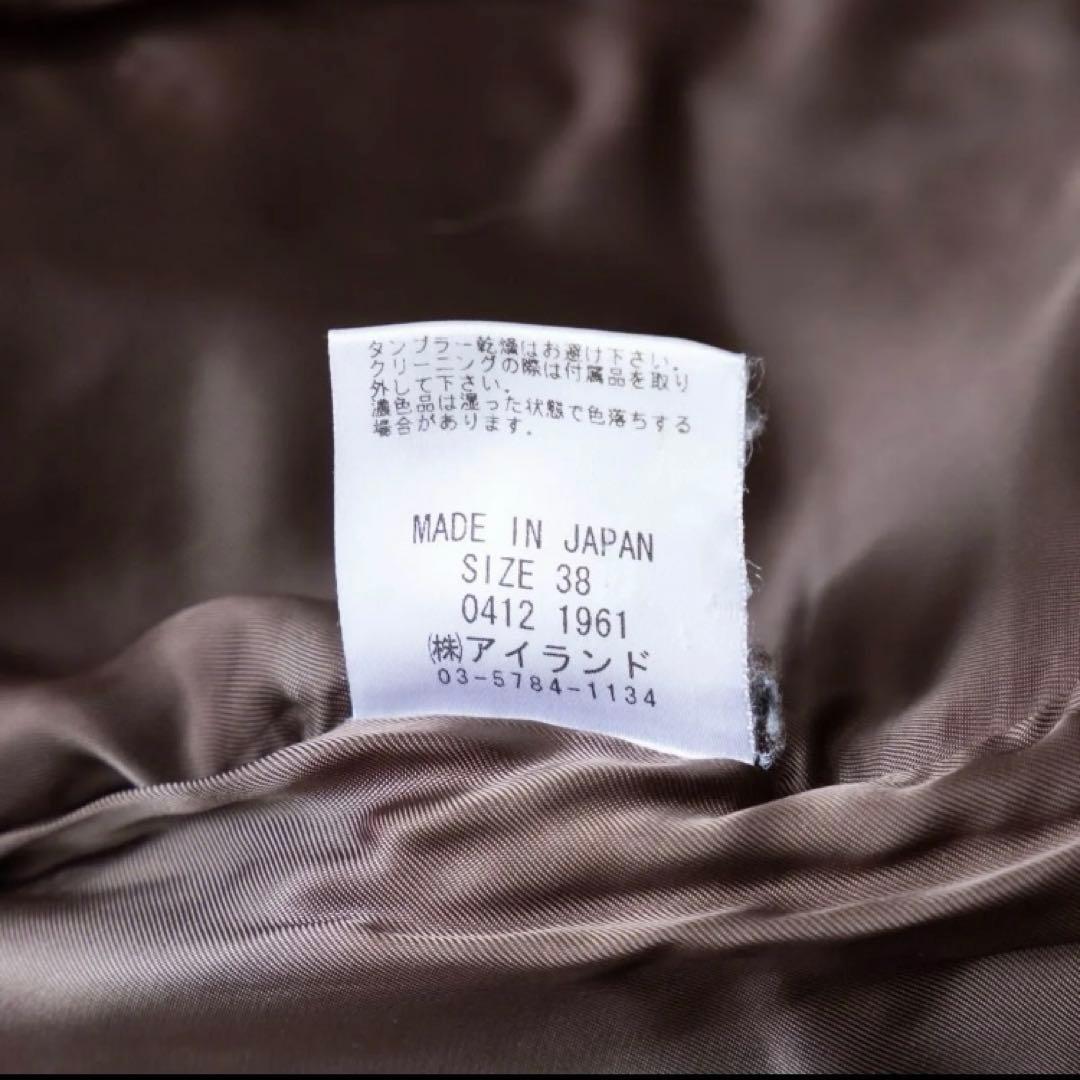 タンブラー乾燥はお避け下さい。
クリーニングの際は付属品を取り
外して下さい。
濃色品は湿った状態で色落ちする
場合があります。
MADE IN JAPAN
SIZE 38
0412 1961
㈱アイランド
03-5784-1134